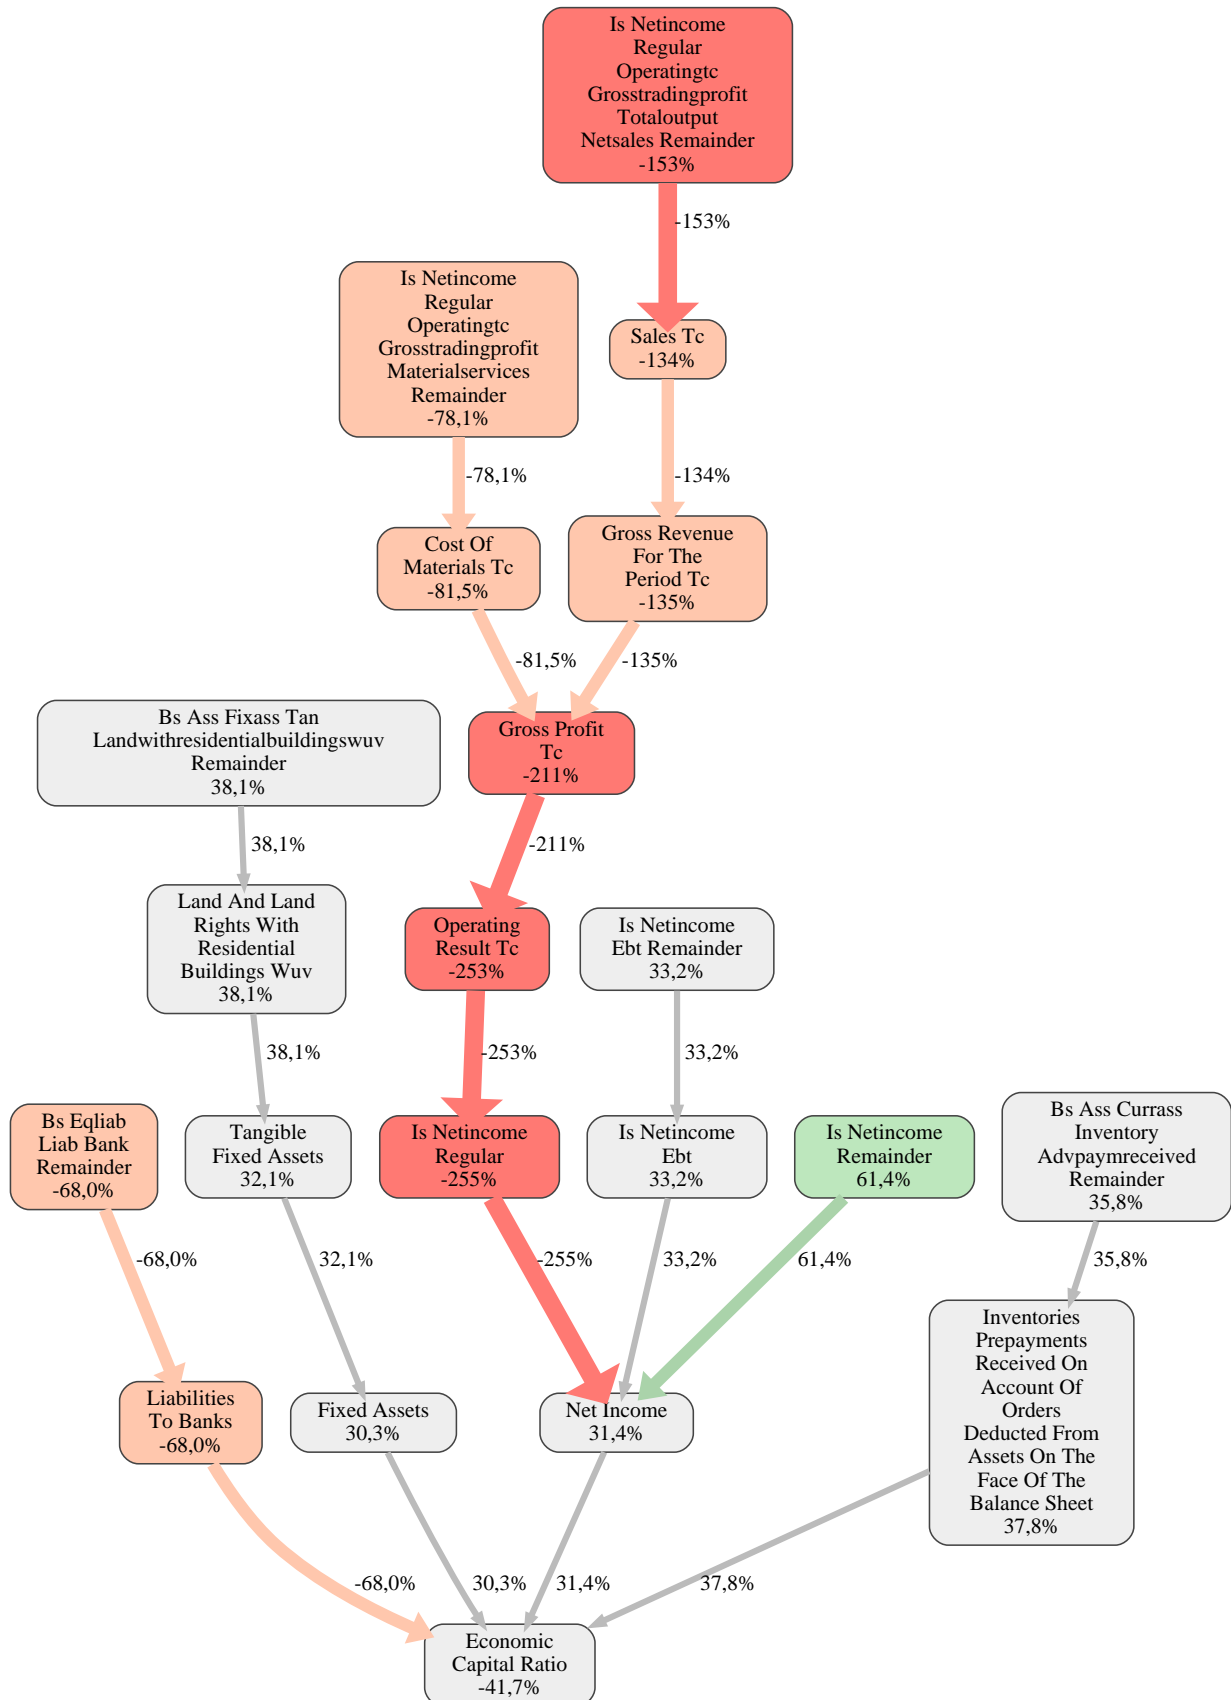 Is Netincome
Regular
Operatingtc
Grosstradingprofit
Totaloutput
Netsales Remainder
-153%
-153%
Is Netincome
Regular
Operatingtc
Grosstradingprofit
Materialservices
Remainder
-78,1%
Sales Tc
-134%
-78,1%
-134%
Cost Of
Materials Tc
-81,5%
Gross Revenue
For The
Period Tc
-135%
-81,5%
-135%
Bs Ass Fixass Tan
Landwithresidentialbuildingswuv
Remainder
38,1%
Gross Profit
Tc
-211%
38,1%
-211%
Land And Land
Rights With
Residential
Buildings Wuv
38,1%
Operating
Result Tc
-253%
Is Netincome
Ebt Remainder
33,2%
38,1%
-253%
33,2%
Bs Eqliab
Liab Bank
Remainder
-68,0%
Tangible
Fixed Assets
32,1%
Is Netincome
Regular
-255%
Is Netincome
Ebt
33,2%
Is Netincome
Remainder
61,4%
Bs Ass Currass
Inventory
Advpaymreceived
Remainder
35,8%
-68,0%
32,1%
-255%
33,2%
61,4%
35,8%
Liabilities
To Banks
-68,0%
Fixed Assets
30,3%
Net Income
31,4%
Inventories
Prepayments
Received On
Account Of
Orders
Deducted From
Assets On The
Face Of The
Balance Sheet
37,8%
-68,0%
30,3%
31,4%
37,8%
Economic
Capital Ratio
-41,7%